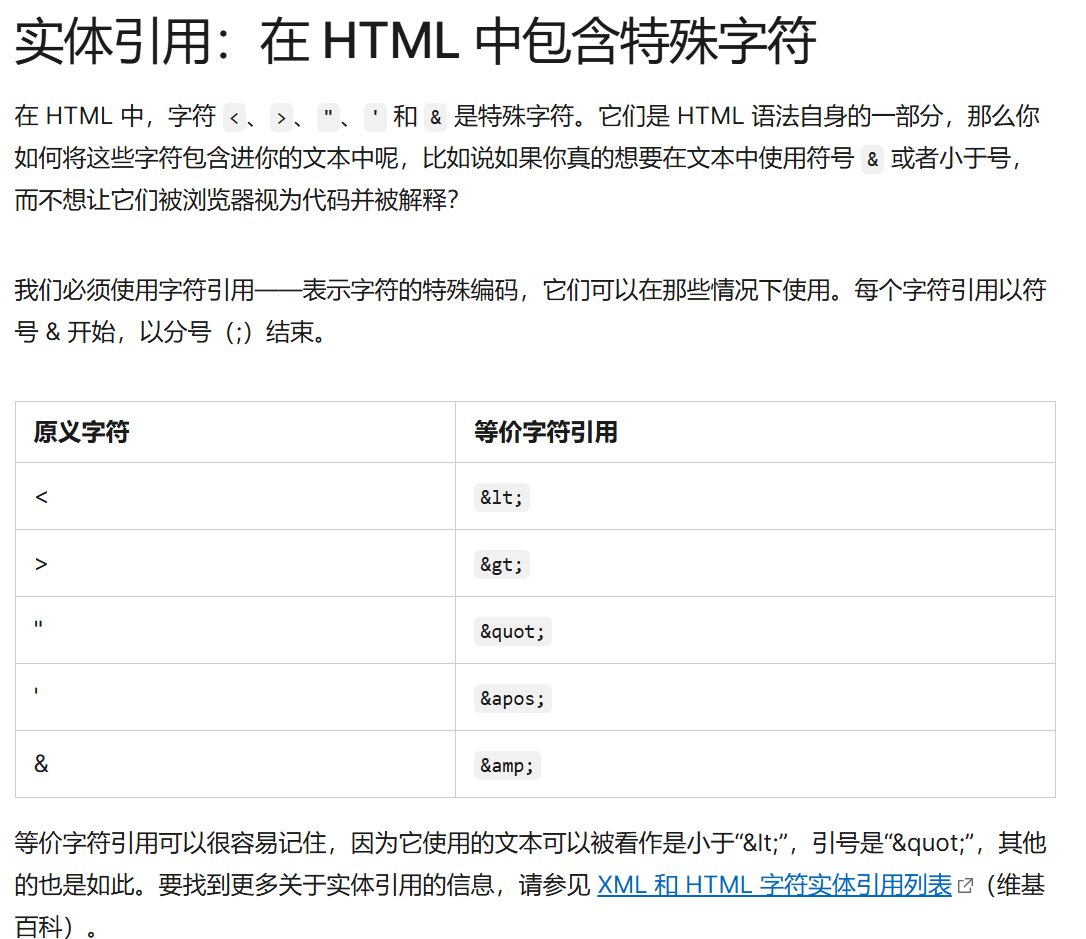 实体引用：在 HTML 中包含特殊字符
在 HTML 中，字符 <、>、"、' 和 & 是特殊字符。它们是 HTML 语法自身的一部分，那么你
如何将这些字符包含进你的文本中呢，比如说如果你真的想要在文本中使用符号 & 或者小于号，
而不想让它们被浏览器视为代码并被解释？
我们必须使用字符引用——表示字符的特殊编码，它们可以在那些情况下使用。每个字符引用以符
号 & 开始，以分号（;）结束。
原义字符 等价字符引用
< &lt;
> &gt;
" &quot;
' &apos;
& &amp;
等价字符引用可以很容易记住，因为它使用的文本可以被看作是小于“&lt;”，引号是“&quot;”，其他
的也是如此。要找到更多关于实体引用的信息，请参见 XML 和 HTML 字符实体引用列表（维基
百科）。